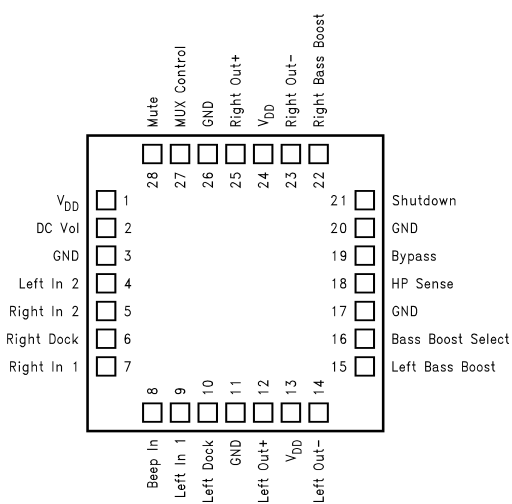 Mute
MUX Control
GND
Right Out+
VDD
Right Out-
Right Bass Boost
28
27
26
25
24
23
22
VDD 1
DC Vol 2
GND 3
Left In 2 4
Right In 2 5
Right Dock 6
Right In 1 7
21 Shutdown
20 GND
19 Bypass
18 HP Sense
17 GND
16 Bass Boost Select
15 Left Bass Boost
8
9
10
11
12
13
14
Beep In
Left In 1
Left Dock
GND
Left Out+
VDD
Left Out-